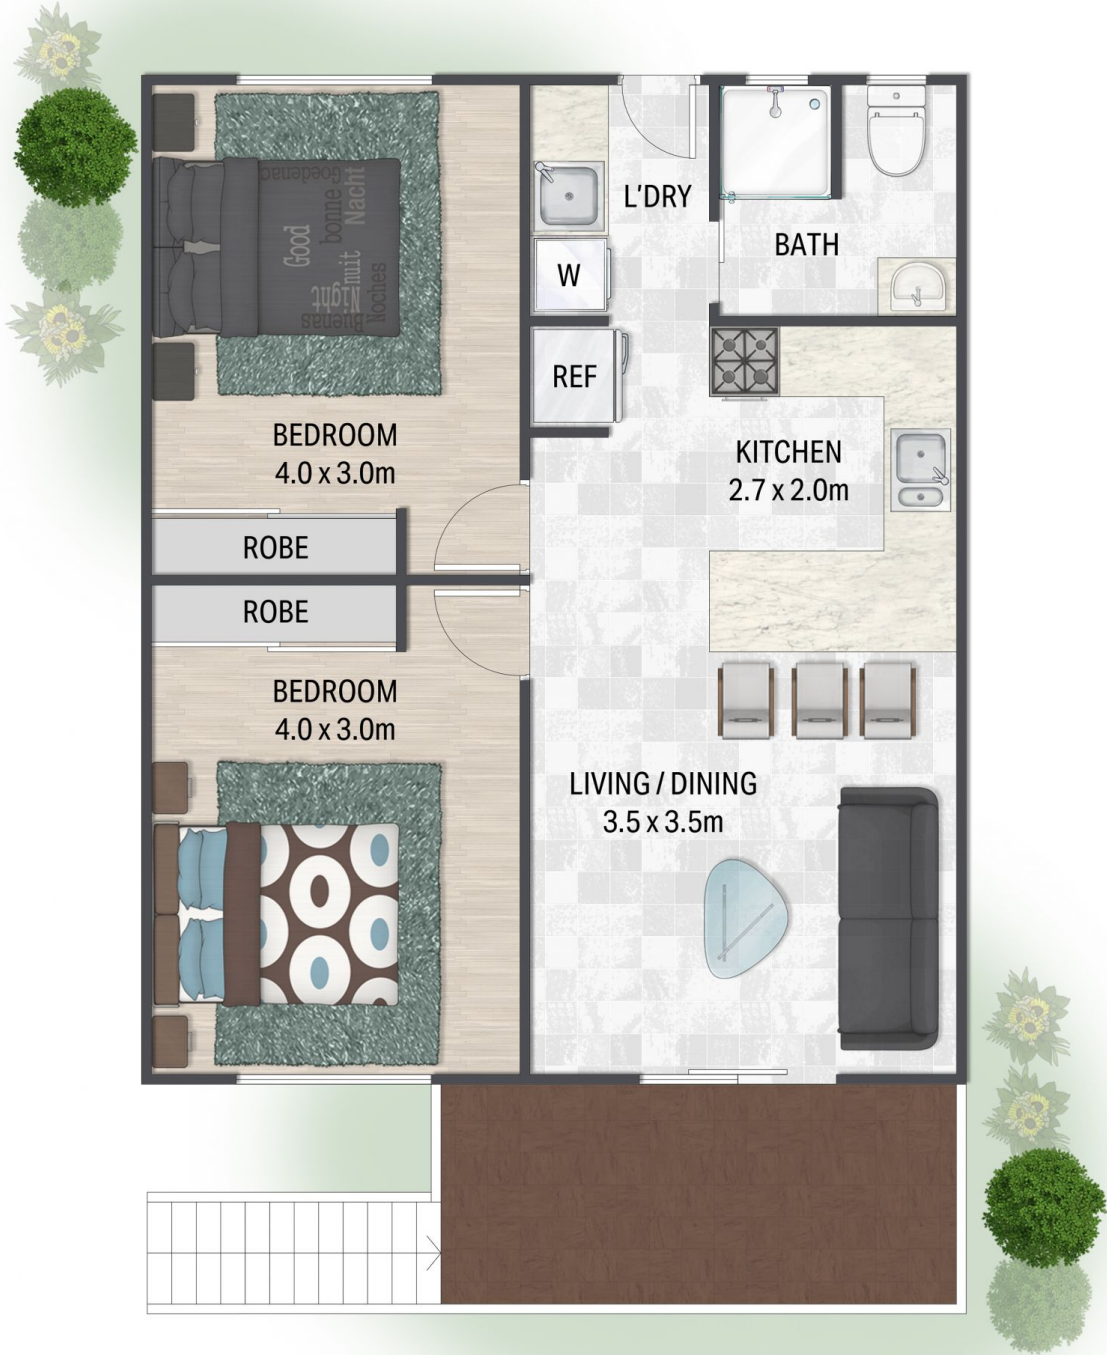 L'DRY
BATH
W
REF
Good
bonne
Nacht
Night
nuit
Noches
Buenas
BEDROOM
4.0 x 3.0m
KITCHEN
2.7 x 2.0m
ROBE
ROBE
BEDROOM
4.0 x 3.0m
LIVING / DINING
3.5 x 3.5m